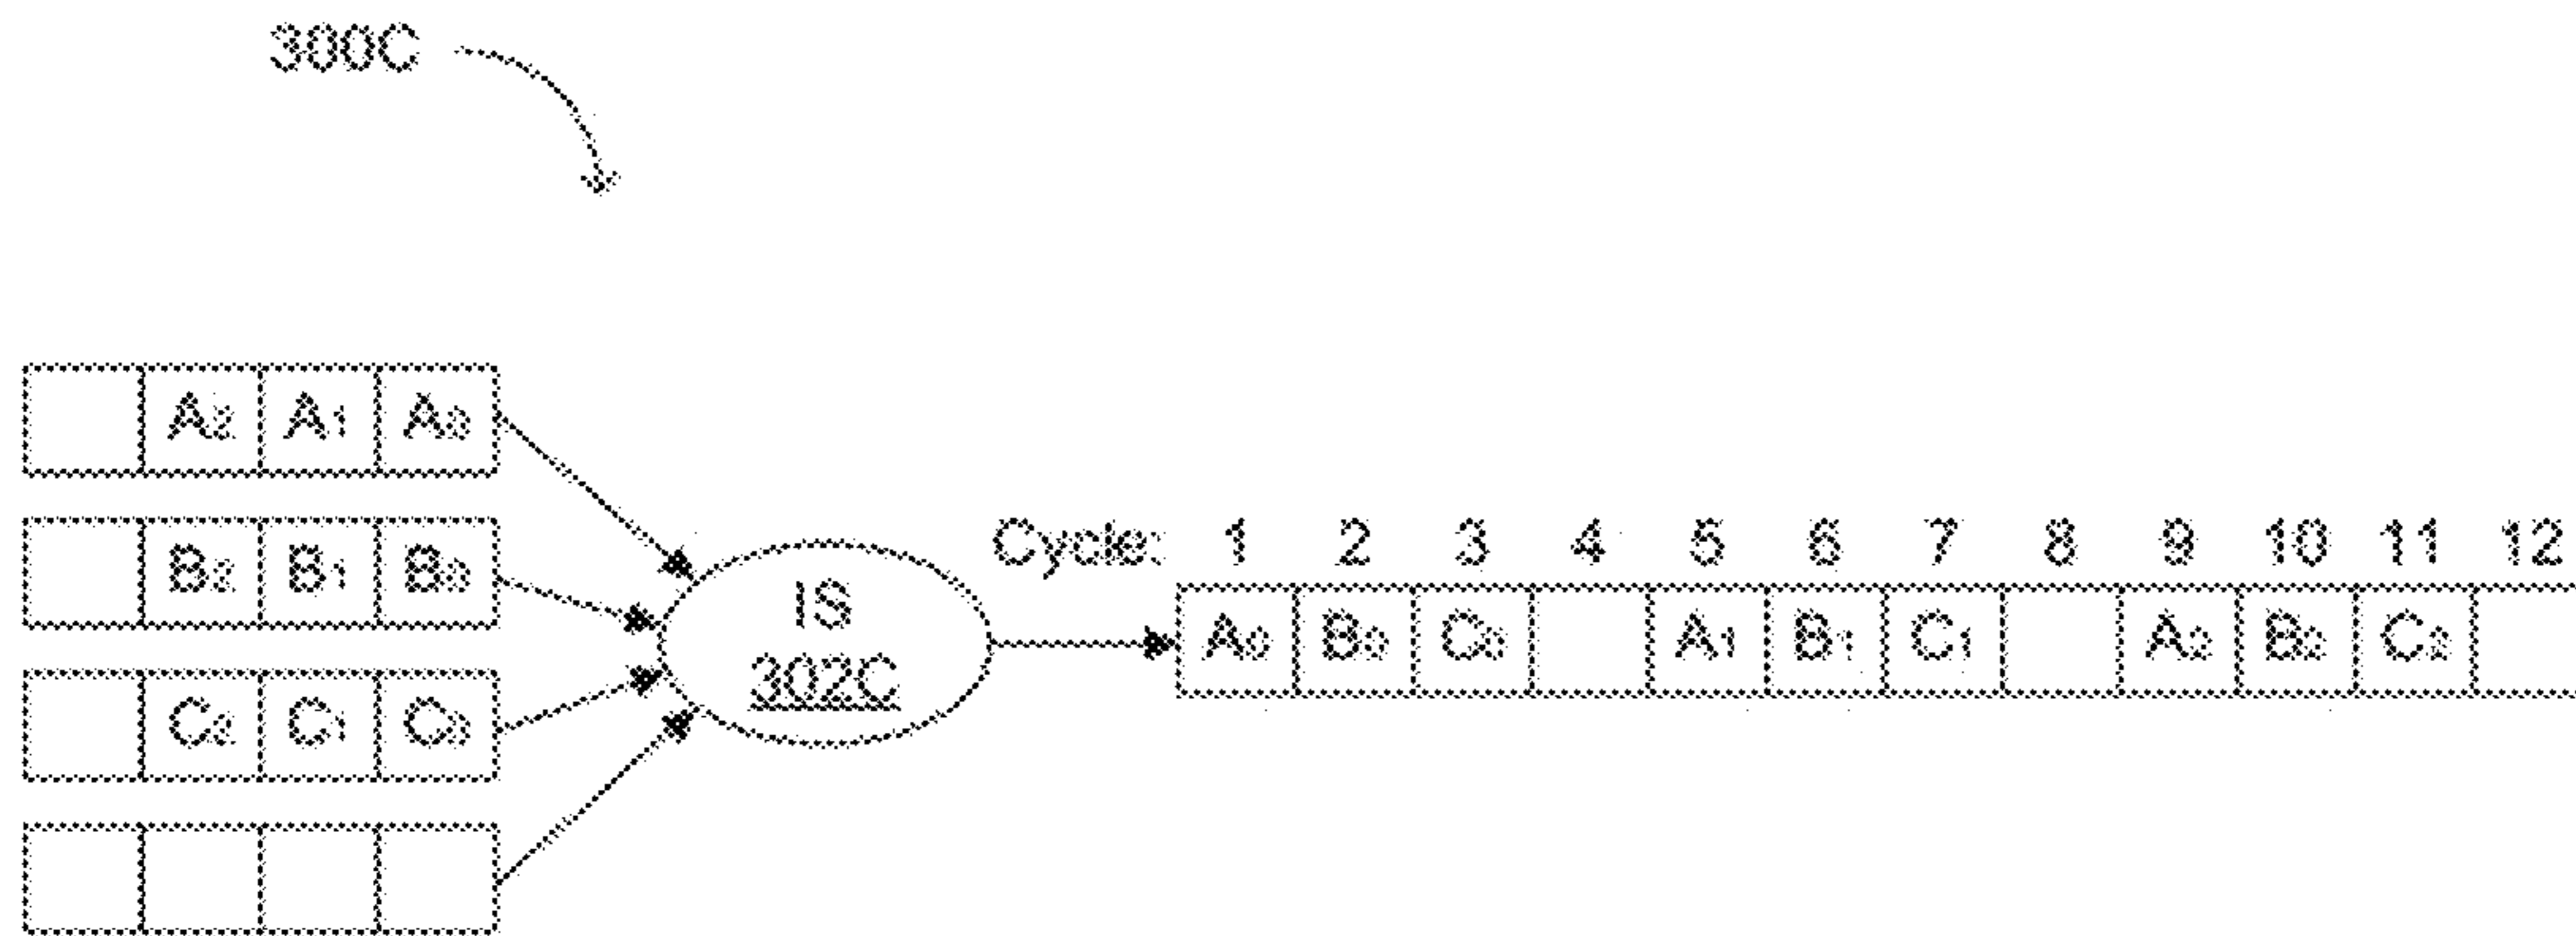 300C
A2 A1 A0
B2 B1 B0
C2 C1 C0
IS
302C
Cycle: 1 2 3 4 5 6 7 8 9 10 11 12
A0 B0 C0 A1 B1 C1 A2 B2 C2